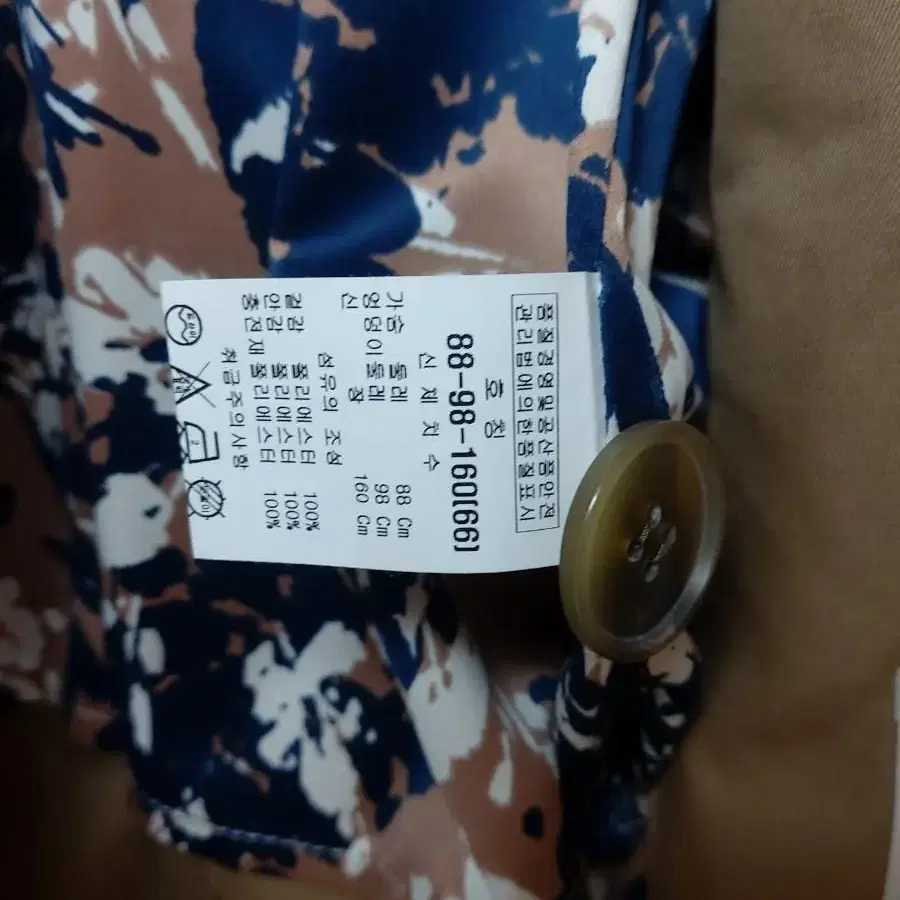 품질경영및공산품안전
관리법에의한품질표시
호칭
88-98-160(66)
신 체 치 수
가슴 둘레 88 Cm
엉덩이둘레 98 Cm
신 장 160 Cm
섬유의 조성
겉감 폴리에스터 100%
안감 폴리에스터 100%
충전재 폴리에스터 100%
취급주의사항
드라이